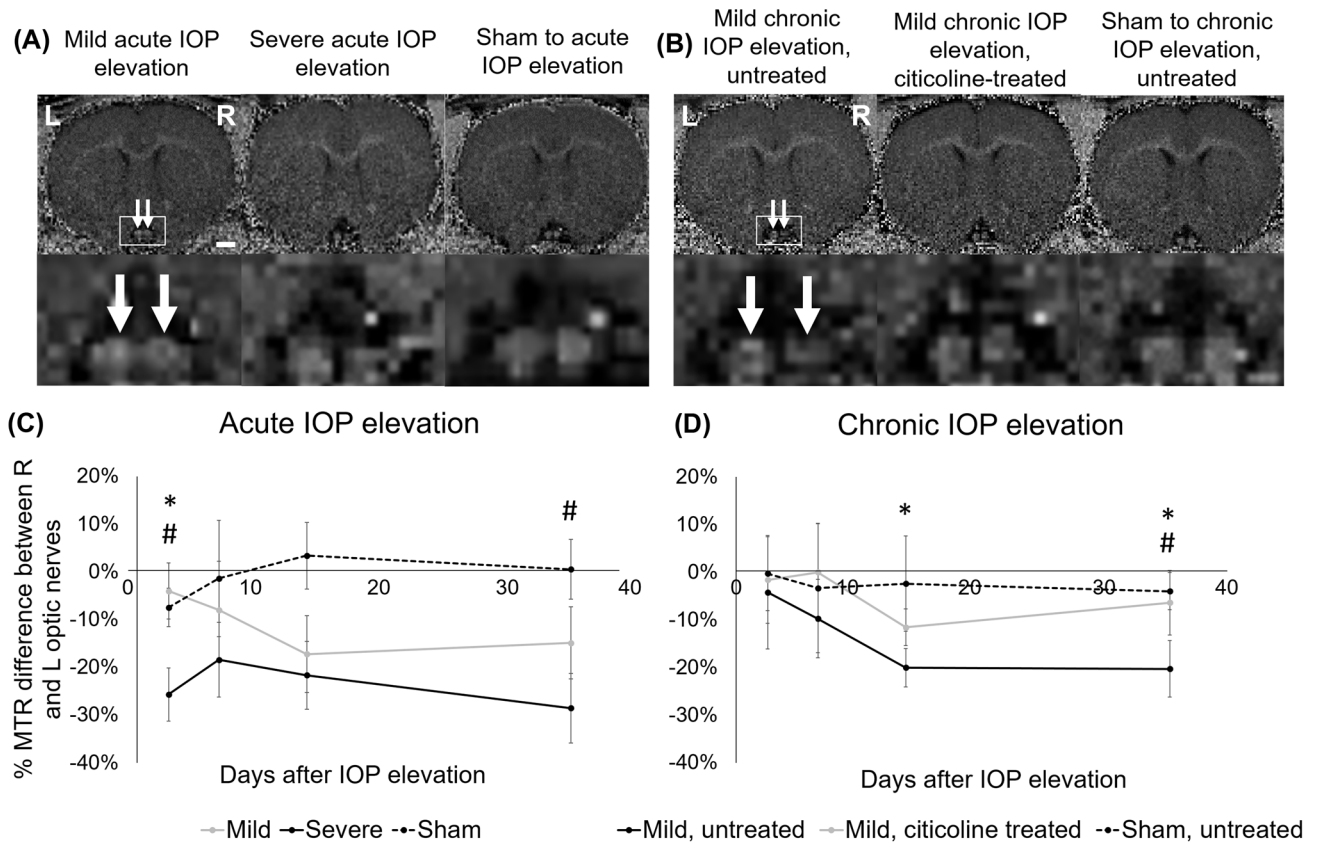 (A)
Mild acute IOP
elevation
Severe acute IOP
elevation
Sham to acute
IOP elevation
(B)
Mild chronic
IOP elevation,
untreated
Mild chronic IOP
elevation,
citicoline-treated
Sham to chronic
IOP elevation,
untreated
L
R
L
R
(C)
Acute IOP elevation
% MTR difference between R
and L optic nerves
20%
10%
0%
-10%
-20%
-30%
-40%
0
10
20
30
40
*
#
#
Days after IOP elevation
Mild
Severe
Sham
(D)
Chronic IOP elevation
20%
10%
0%
-10%
-20%
-30%
-40%
0
10
20
30
40
*
*
#
Days after IOP elevation
Mild, untreated
Mild, citicoline treated
Sham, untreated